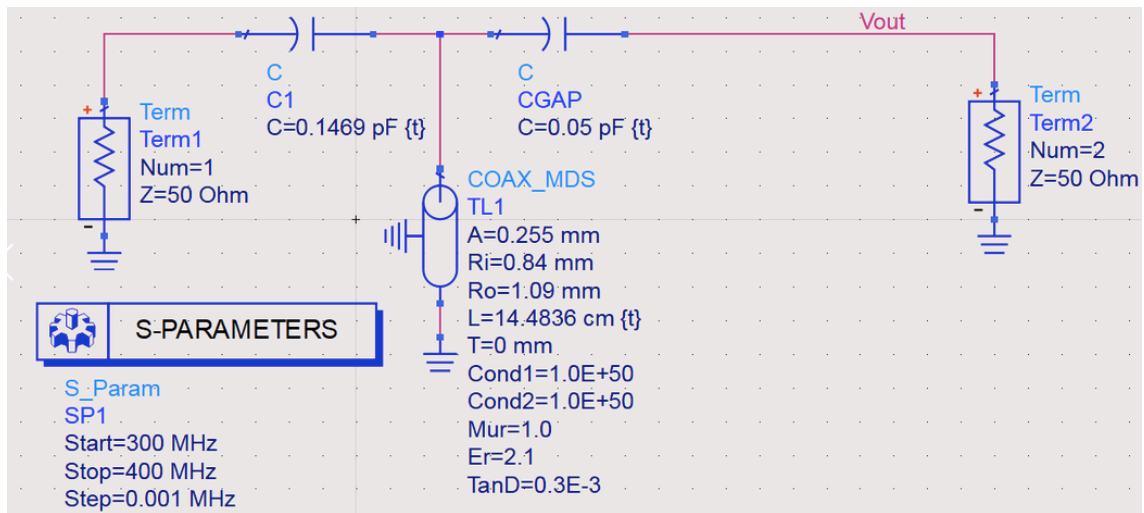 Vout
C
C1
C=0.1469 pF {t}
C
CGAP
C=0.05 pF {t}
+
Term
Term1
Num=1
Z=50 Ohm
-
+
Term
Term2
Num=2
Z=50 Ohm
-
COAX_MDS
TL1
A=0.255 mm
Ri=0.84 mm
Ro=1.09 mm
L=14.4836 cm {t}
T=0 mm
Cond1=1.0E+50
Cond2=1.0E+50
Mur=1.0
Er=2.1
TanD=0.3E-3
S-PARAMETERS
S_Param
SP1
Start=300 MHz
Stop=400 MHz
Step=0.001 MHz